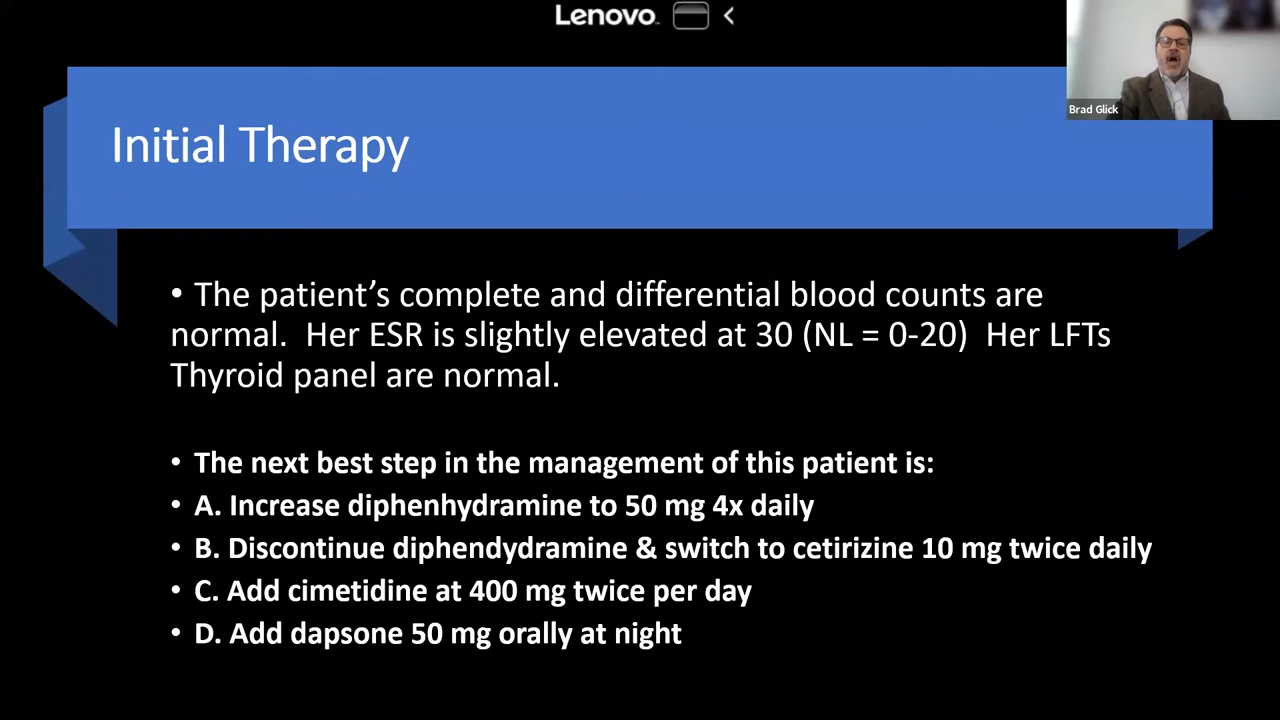 Lenovo
Brad Glick
Initial Therapy
• The patient’s complete and differential blood counts are
normal.  Her ESR is slightly elevated at 30 (NL = 0-20)  Her LFTs
Thyroid panel are normal.
• The next best step in the management of this patient is:
• A. Increase diphenhydramine to 50 mg 4x daily
• B. Discontinue diphendydramine & switch to cetirizine 10 mg twice daily
• C. Add cimetidine at 400 mg twice per day
• D. Add dapsone 50 mg orally at night